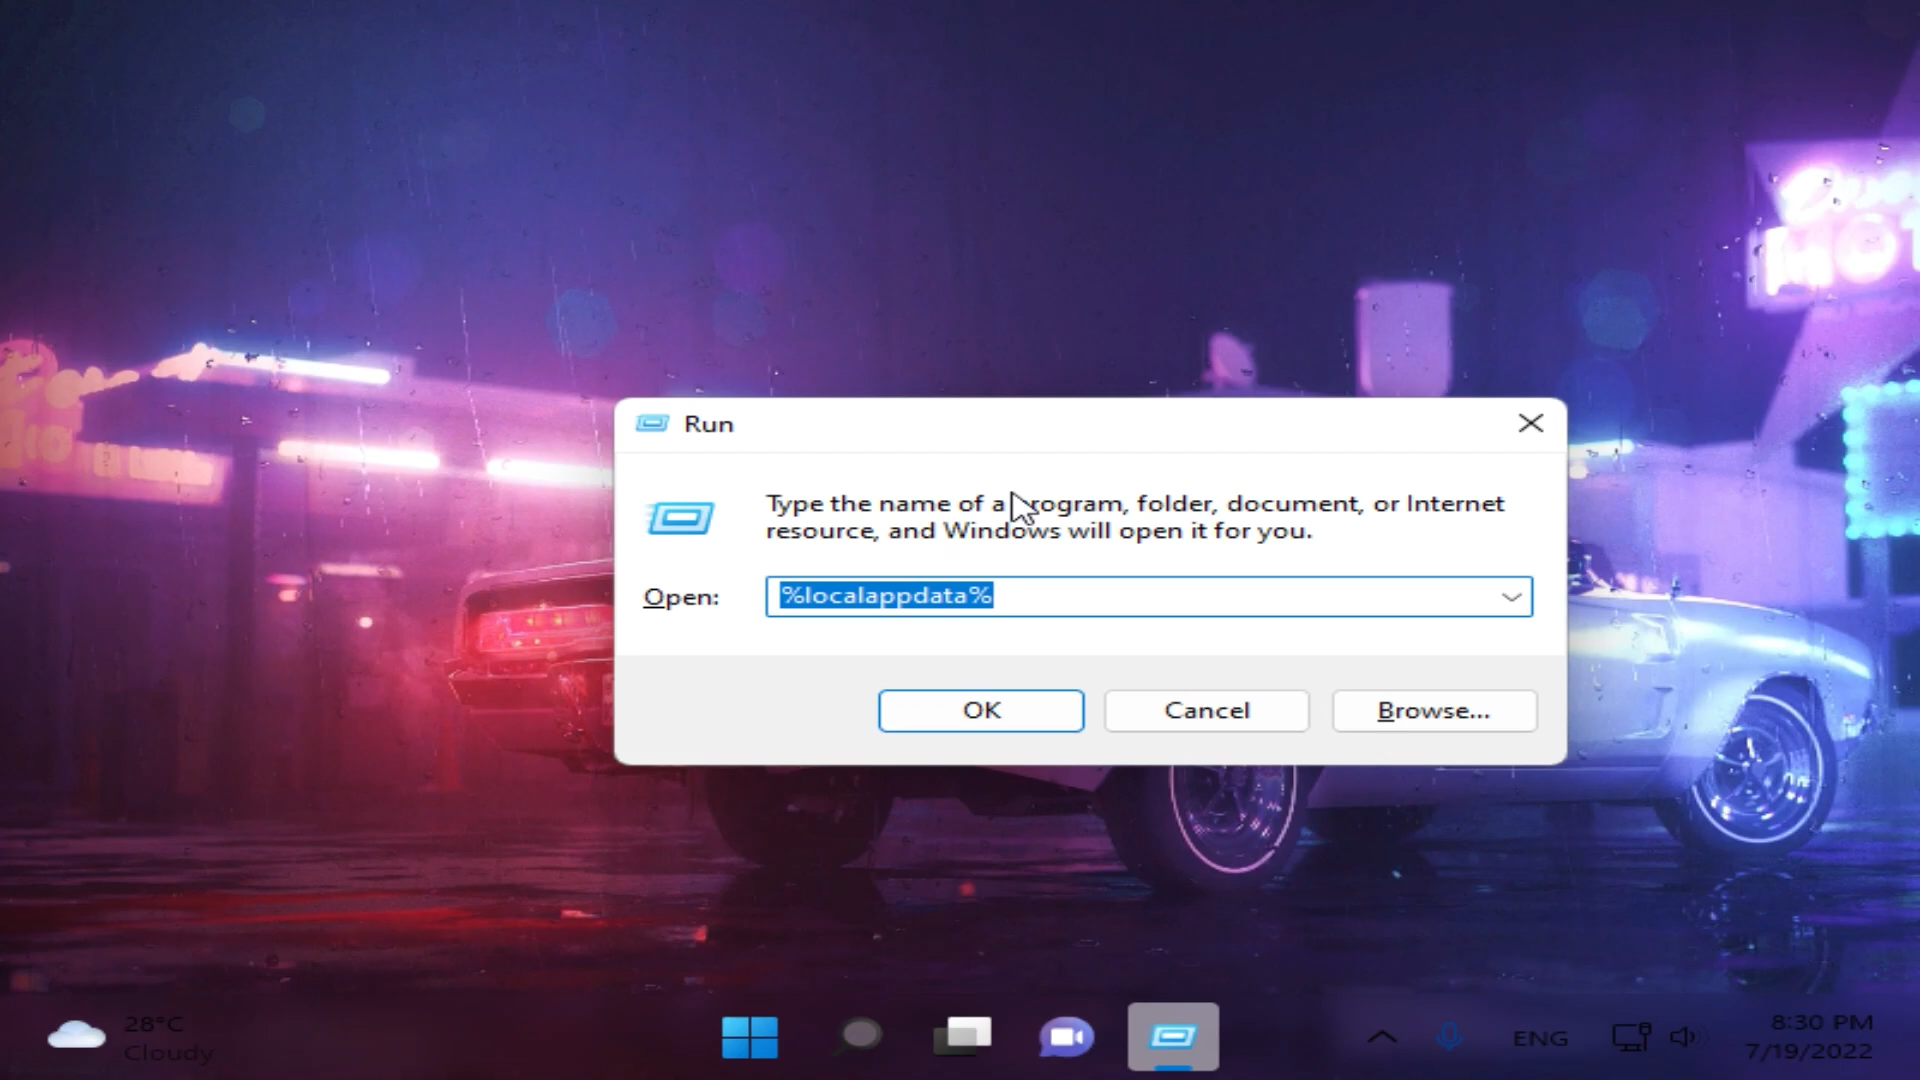 HOT
Run
Type the name of a program, folder, document, or Internet
resource, and Windows will open it for you.
Open:
%localappdata%
OK
Cancel
Browse...
28°C
Cloudy
ENG
8:30 PM
7/19/2022